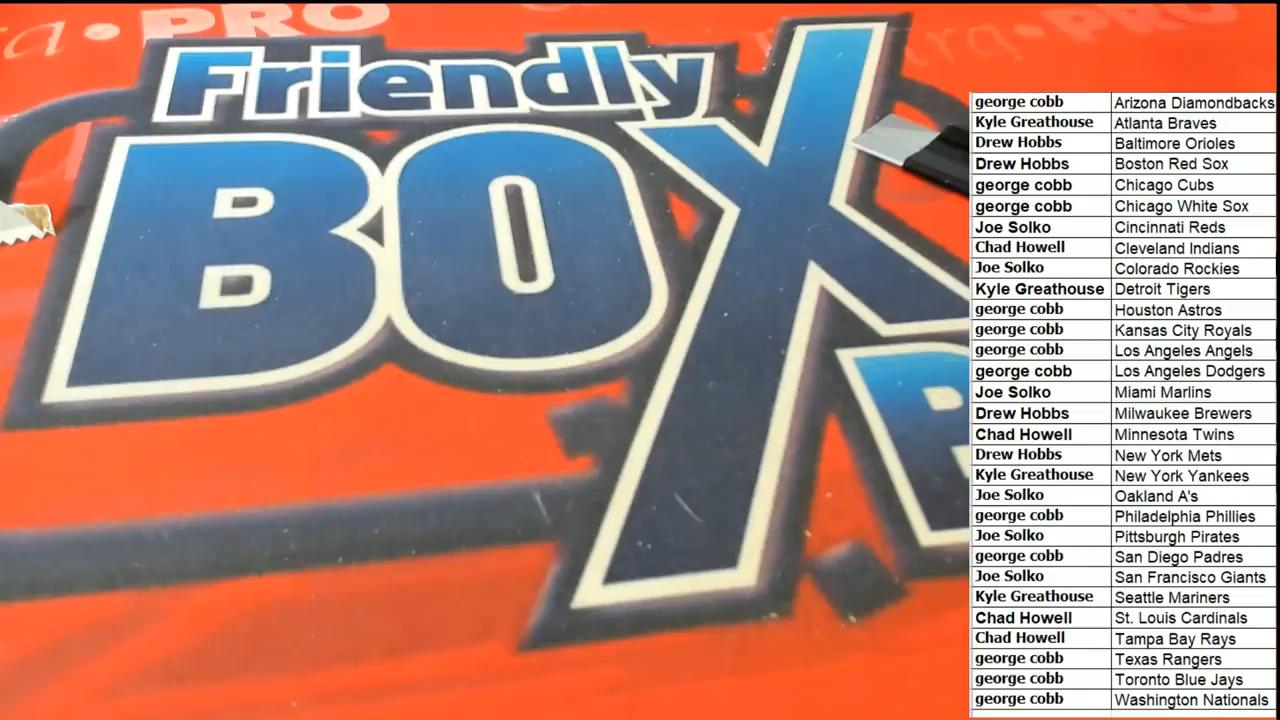 ra • PRO
tra • PRO
Friendly
BOX
george cobb Arizona Diamondbacks
Kyle Greathouse Atlanta Braves
Drew Hobbs Baltimore Orioles
Drew Hobbs Boston Red Sox
george cobb Chicago Cubs
george cobb Chicago White Sox
Joe Solko Cincinnati Reds
Chad Howell Cleveland Indians
Joe Solko Colorado Rockies
Kyle Greathouse Detroit Tigers
george cobb Houston Astros
george cobb Kansas City Royals
george cobb Los Angeles Angels
george cobb Los Angeles Dodgers
Joe Solko Miami Marlins
Drew Hobbs Milwaukee Brewers
Chad Howell Minnesota Twins
Drew Hobbs New York Mets
Kyle Greathouse New York Yankees
Joe Solko Oakland A's
george cobb Philadelphia Phillies
Joe Solko Pittsburgh Pirates
george cobb San Diego Padres
Joe Solko San Francisco Giants
Kyle Greathouse Seattle Mariners
Chad Howell St. Louis Cardinals
Chad Howell Tampa Bay Rays
george cobb Texas Rangers
george cobb Toronto Blue Jays
george cobb Washington Nationals